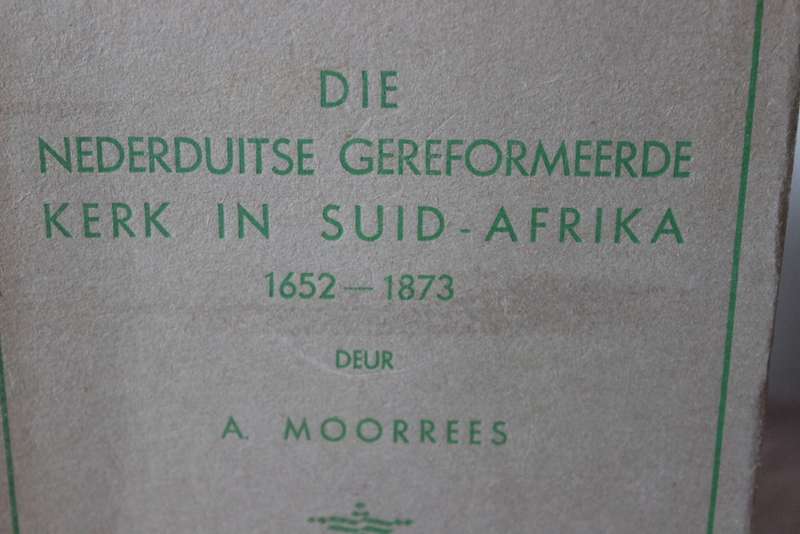 DIE
NEDERDUITSE GEREFORMEERDE
KERK IN SUID-AFRIKA
1652—1873
DEUR
A. MOORREES